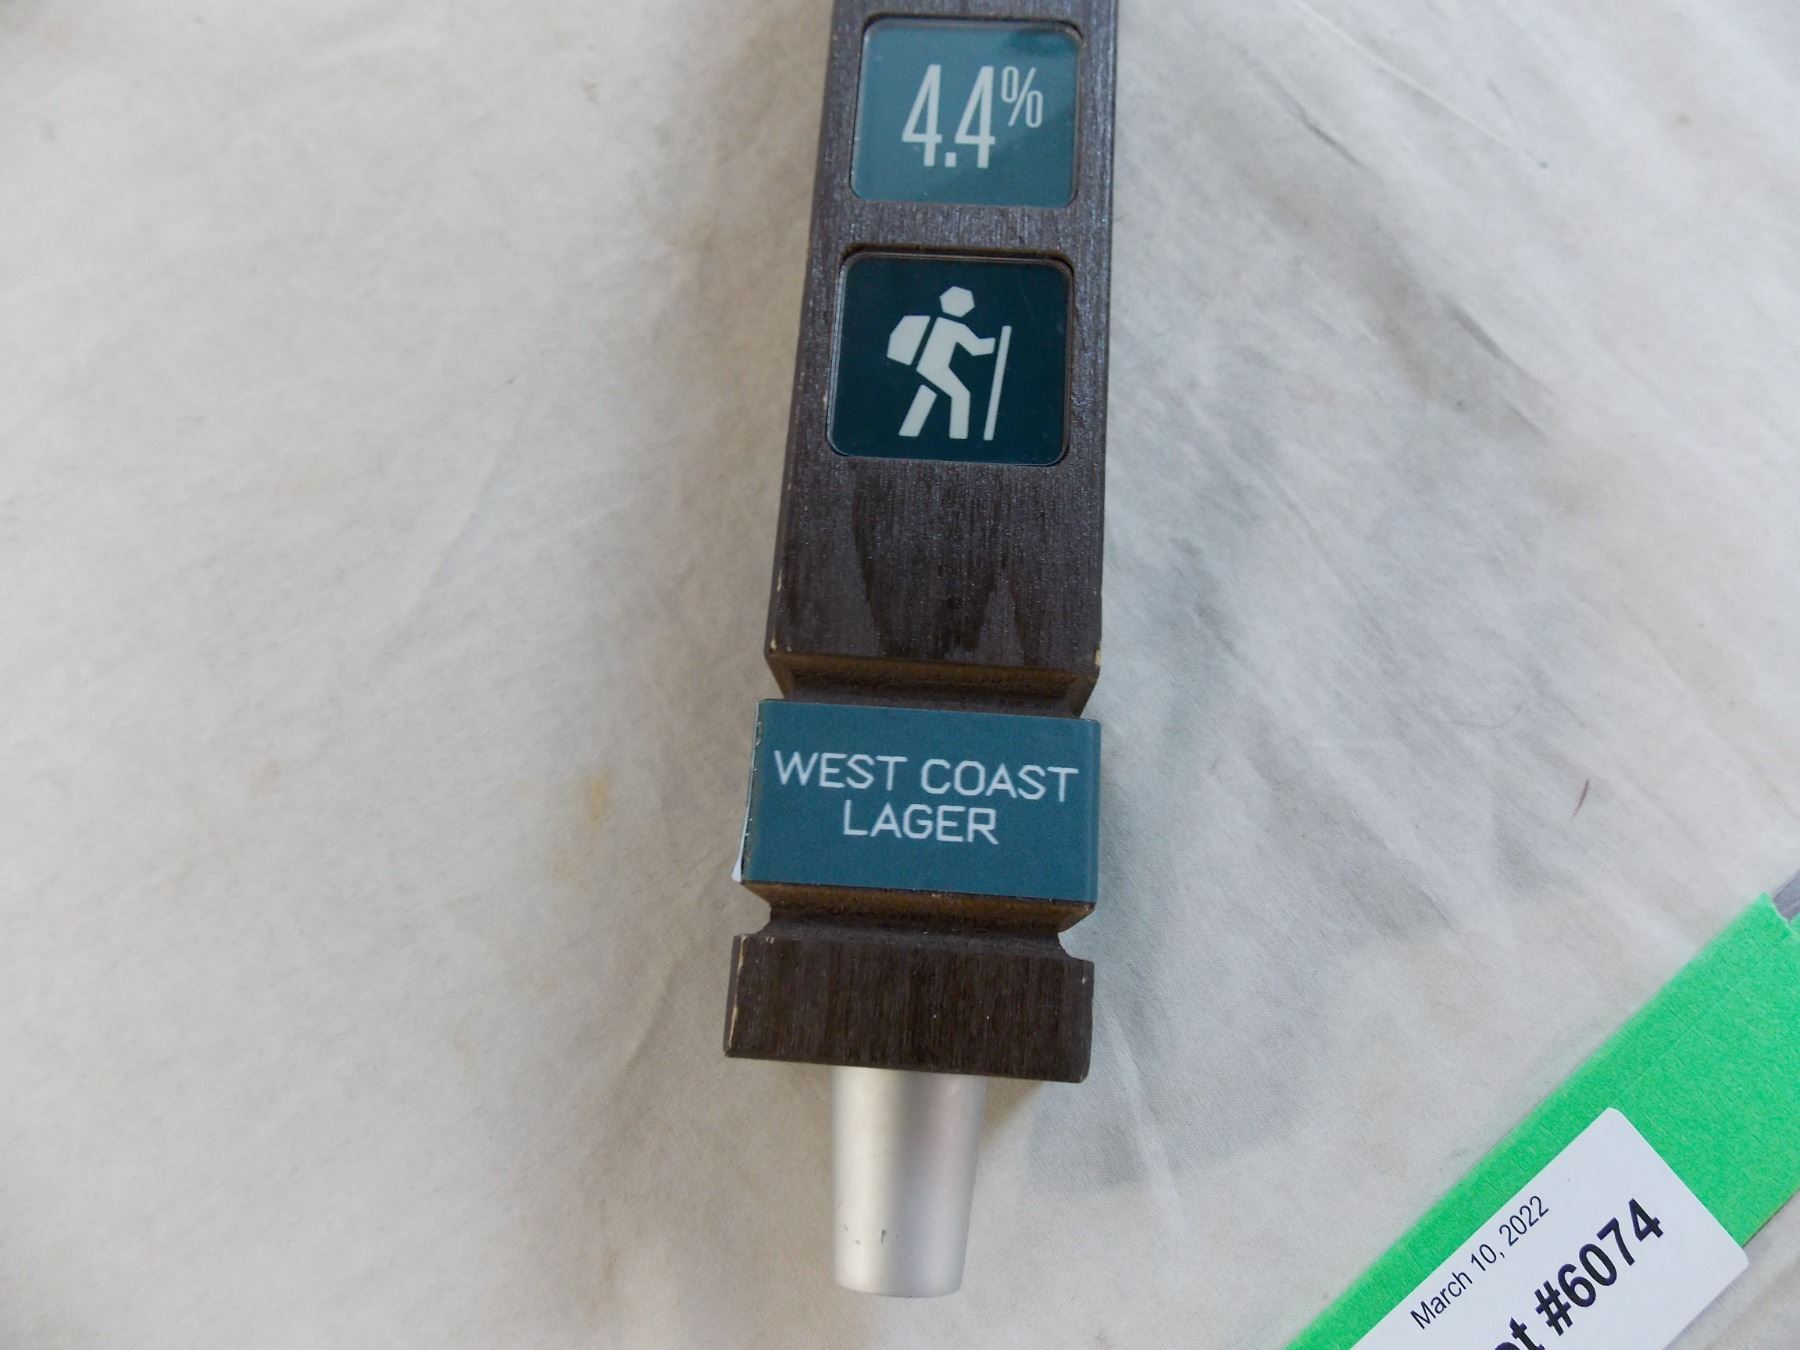 4.4%
WEST COAST
LAGER
March 10, 2022
#6074